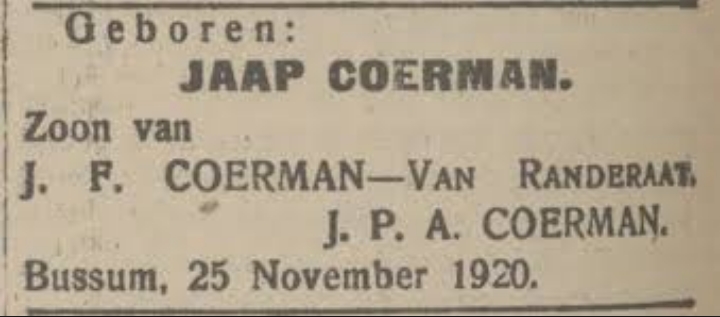 Geboren:
JAAP COERMAN.
Zoon van
J. F. COERMAN—VAN RANDERAAT.
J. P. A. COERMAN.
Bussum, 25 November 1920.